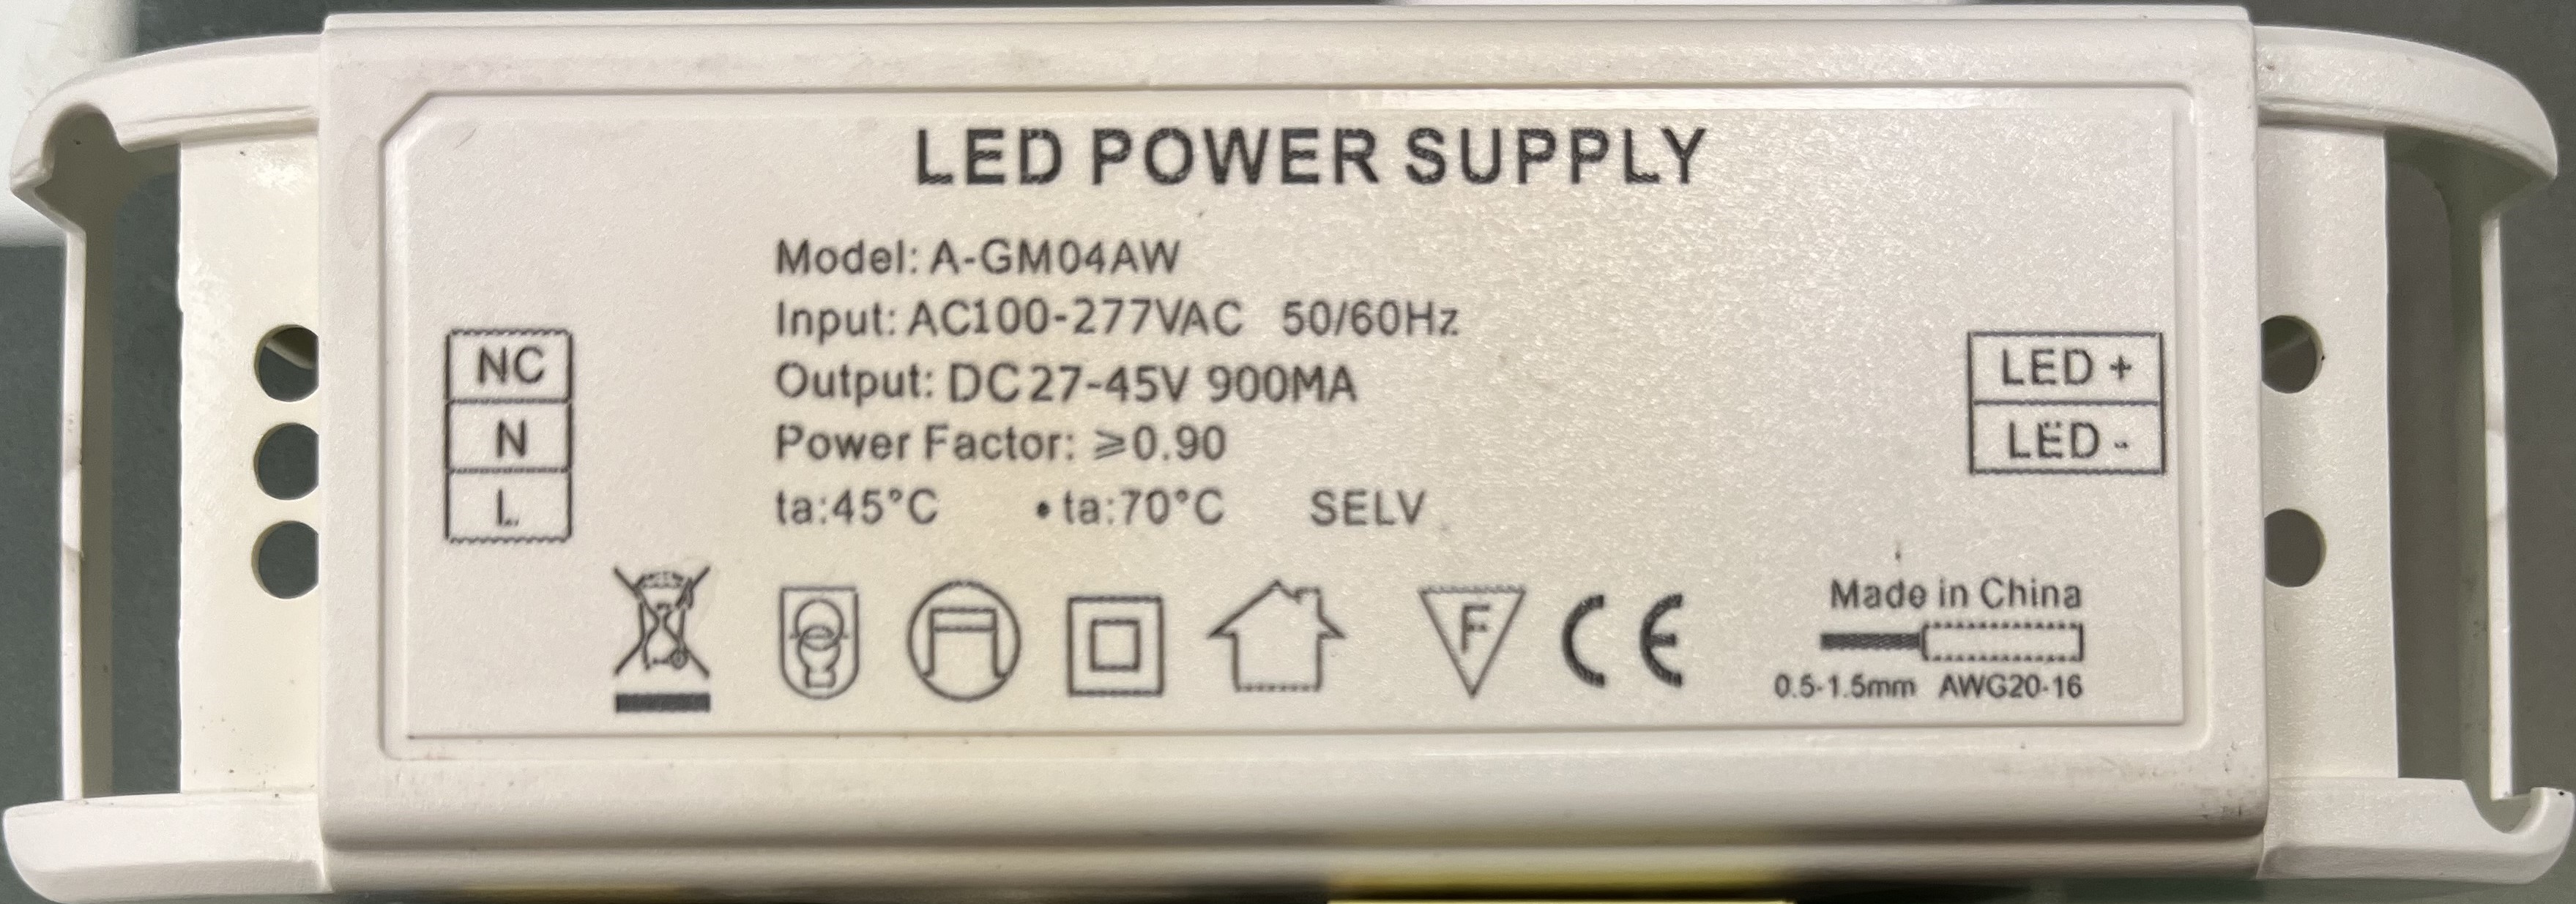 LED POWER SUPPLY
Model: A-GM04AW
Input: AC100-277VAC 50/60Hz
Output: DC27-45V 900MA
Power Factor: ⩾0.90
ta:45°C •ta:70°C SELV
NC
N
L
LED +
LED -
F
CE
Made in China
0.5-1.5mm AWG20-16